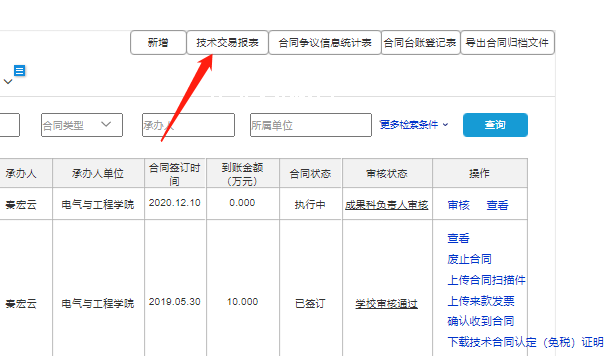 新增 技术交易报表 合同争议信息统计表 合同台账登记表 导出合同归档文件
合同类型 承办人 所属单位 更多检索条件 查询
承办人 承办人单位 合同签订时间 到账金额（万元） 合同状态 审核状态 操作
秦宏云 电气与工程学院 2020.12.10 0.000 执行中 成果科负责人审核 审核 查看
秦宏云 电气与工程学院 2019.05.30 10.000 已签订 学校审核通过
查看
废止合同
上传合同扫描件
上传来款发票
确认收到合同
下载技术合同认定（免税）证明